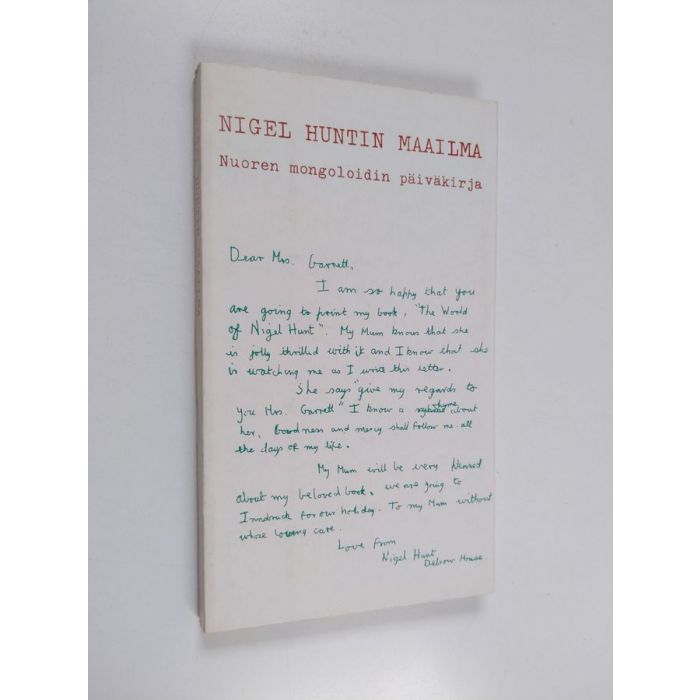 NIGEL HUNTIN MAAILMA
Nuoren mongoloidin päiväkirja
Dear Mrs. Garrett,
I am so happy that you
are going to print my book, "The World
of Nigel Hunt". My Mum knows that she
is jolly thrilled with it and I know that she
is watching me as I write this letter.
She says "give my regards to
you Mrs. Garrett" I know a rhyme about
her, Goodness and mercy shall follow me all
the days of my life.
My Mum will be very pleased
about my beloved book. we are going to
Innsbruck for our holiday. To my Mum without
whose loving care.
Love from
Nigel Hunt
Delrow House